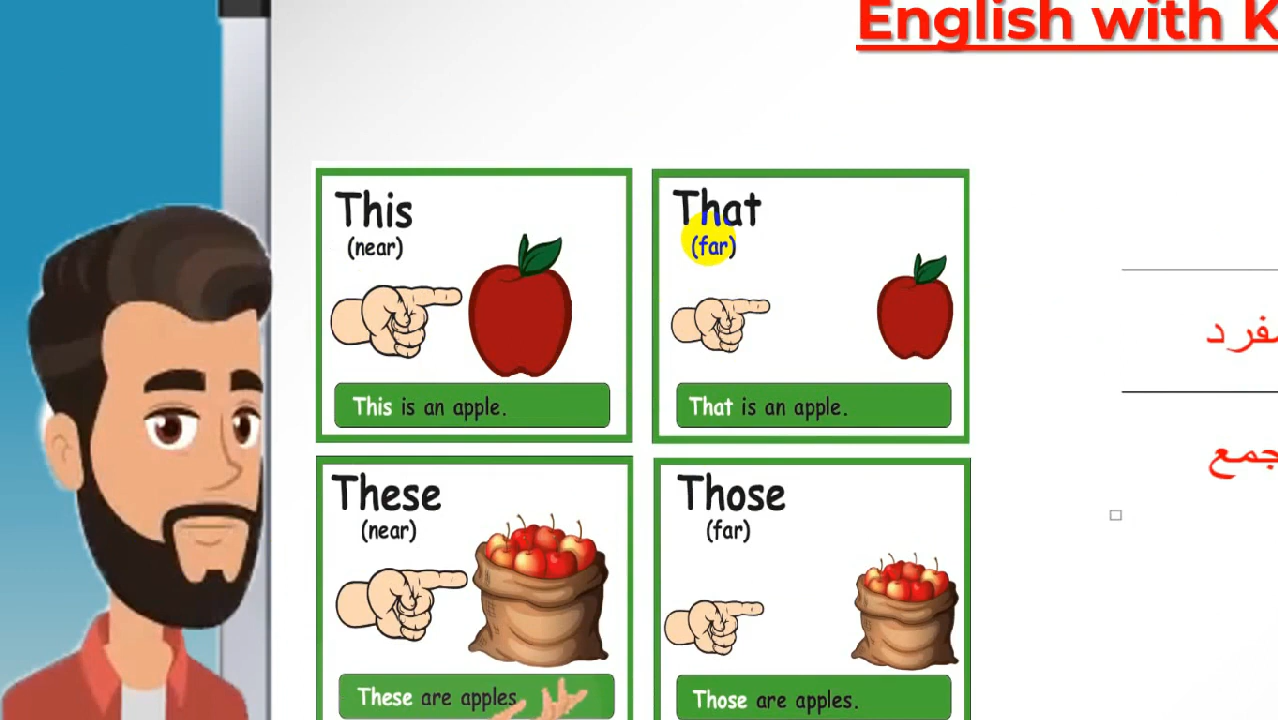 English with K
This
(near)
This is an apple.
That
(far)
That is an apple.
These
(near)
These are apples
Those
(far)
Those are apples.
جمع